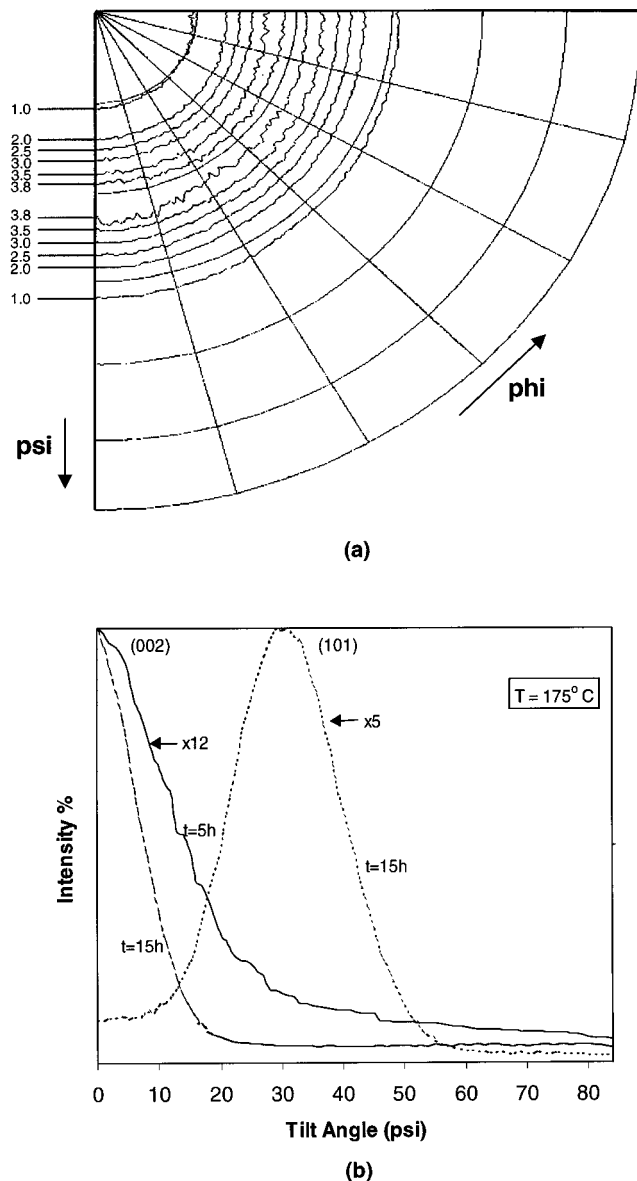 1.0
2.0
2.5
3.0
3.5
3.8
3.8
3.5
3.0
2.5
2.0
1.0
psi
phi
(a)
(002)
(101)
T = 175° C
x12
x5
t=5h
t=15h
t=15h
Intensity %
0 10 20 30 40 50 60 70 80
Tilt Angle (psi)
(b)